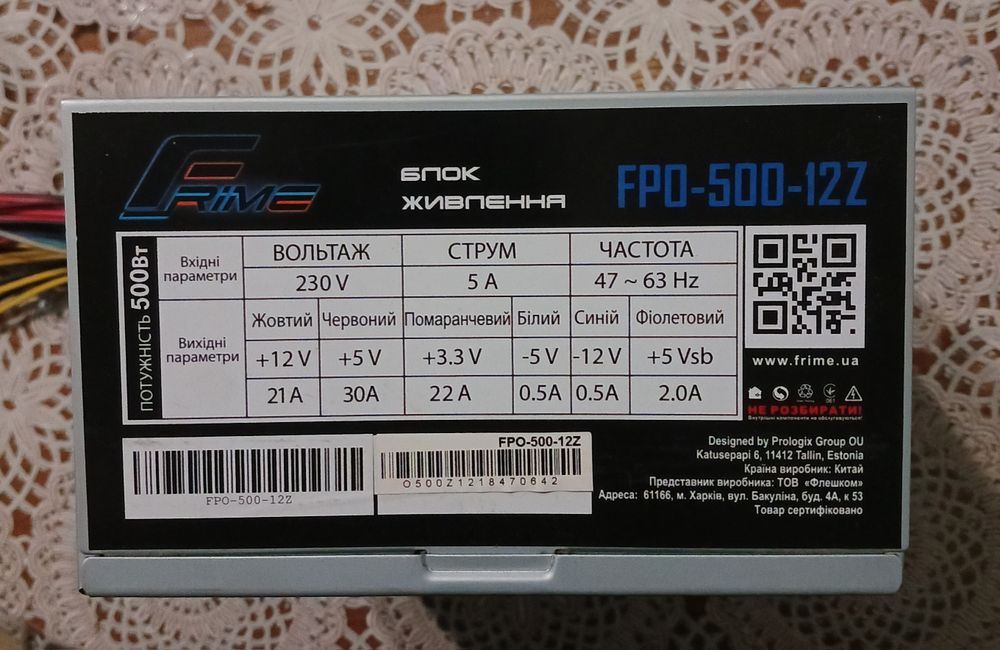 FRIME
БЛОК
ЖИВЛЕННЯ
FPO-500-12Z
ПОТУЖНІСТЬ 500Вт
Вхідні параметри
ВОЛЬТАЖ СТРУМ ЧАСТОТА
230 V 5 A 47 ~ 63 Hz
Вихідні параметри
Жовтий Червоний Помаранчевий Білий Синій Фіолетовий
+12 V +5 V +3.3 V -5 V -12 V +5 Vsb
21 A 30A 22 A 0.5A 0.5A 2.0A
www.frime.ua
НЕ РОЗБИРАТИ!
Внутрішні компоненти не обслуговуються!
FPO-500-12Z
FPO-500-12Z
O500Z1218470642
Designed by Prologix Group OU
Katusepapi 6, 11412 Tallin, Estonia
Країна виробник: Китай
Представник виробника: ТОВ «Флешком»
Адреса: 61166, м. Харків, вул. Бакуліна, буд. 4А, к 53
Товар сертифіковано